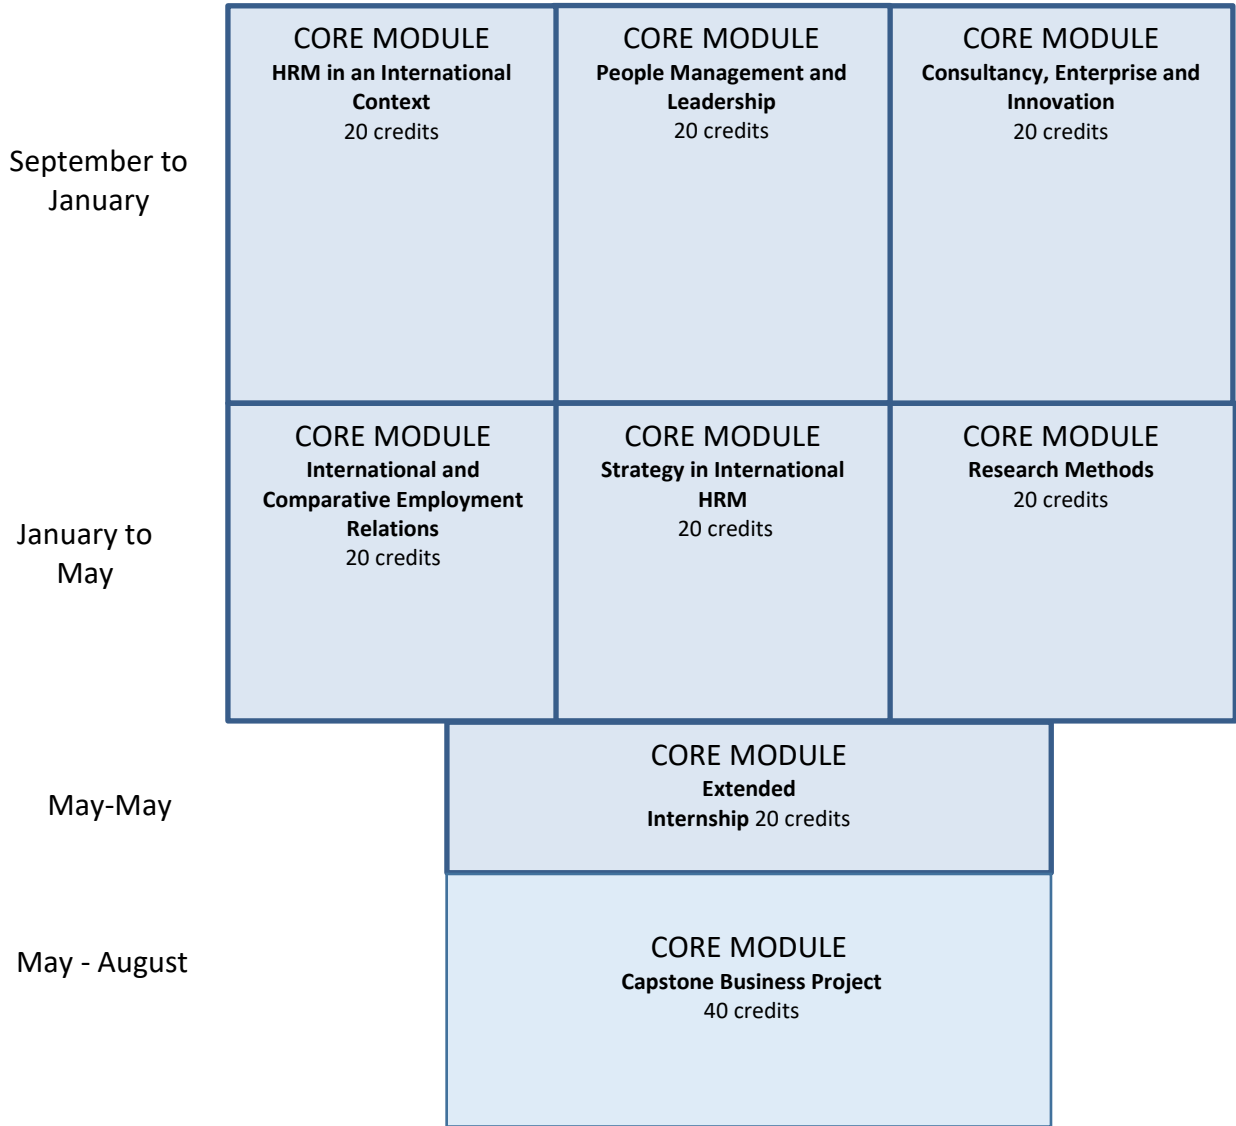 September to
January
CORE MODULE
HRM in an International
Context
20 credits
CORE MODULE
People Management and
Leadership
20 credits
CORE MODULE
Consultancy, Enterprise and
Innovation
20 credits
January to
May
CORE MODULE
International and
Comparative Employment
Relations
20 credits
CORE MODULE
Strategy in International
HRM
20 credits
CORE MODULE
Research Methods
20 credits
May-May
CORE MODULE
Extended
Internship 20 credits
May - August
CORE MODULE
Capstone Business Project
40 credits